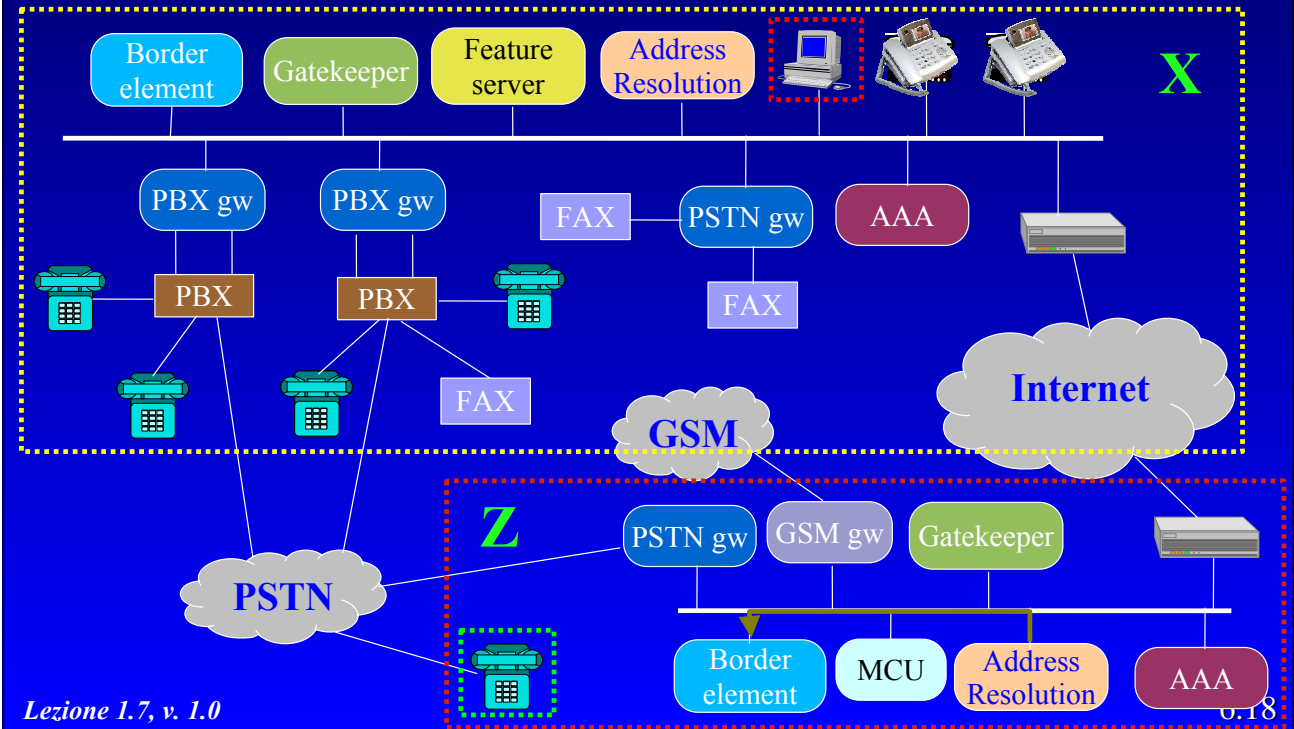 Border
element
Gatekeeper
Feature
server
Address
Resolution
X
PBX gw
PBX gw
FAX
PSTN gw
AAA
PBX
PBX
FAX
FAX
Internet
GSM
Z
PSTN gw
GSM gw
Gatekeeper
PSTN
Border
element
MCU
Address
Resolution
AAA
Lezione 1.7, v. 1.0
6.18